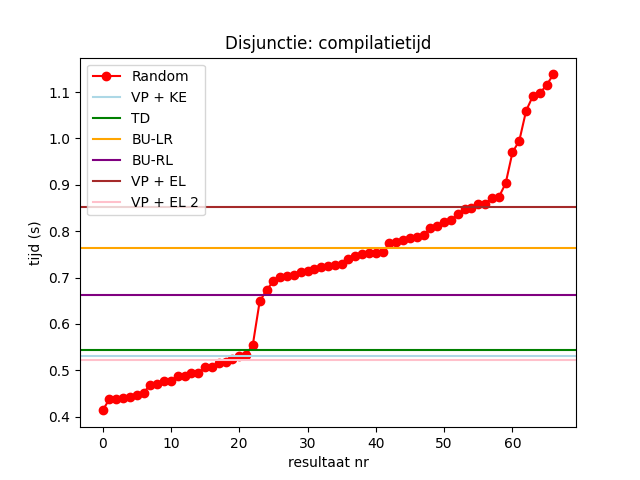 Disjunctie: compilatietijd
Random
VP + KE
TD
BU-LR
BU-RL
VP + EL
VP + EL 2
tijd (s)
1.1
1.0
0.9
0.8
0.7
0.6
0.5
0.4
0 10 20 30 40 50 60
resultaat nr